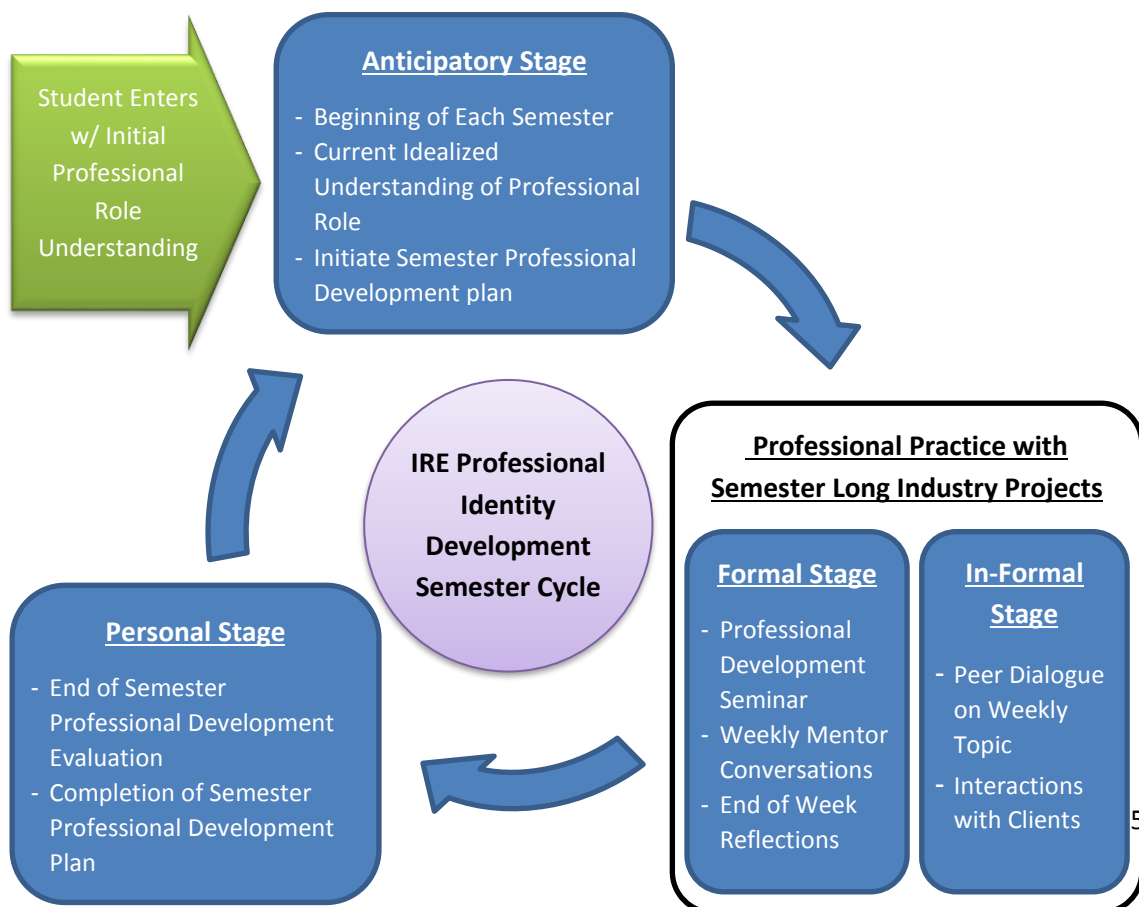 Student Enters
w/ Initial
Professional
Role
Understanding
Anticipatory Stage
- Beginning of Each Semester
- Current Idealized
Understanding of Professional
Role
- Initiate Semester Professional
Development plan
IRE Professional
Identity
Development
Semester Cycle
Professional Practice with
Semester Long Industry Projects
Formal Stage
- Professional
Development
Seminar
- Weekly Mentor
Conversations
- End of Week
Reflections
In-Formal
Stage
- Peer Dialogue
on Weekly
Topic
- Interactions
with Clients
5
Personal Stage
- End of Semester
Professional Development
Evaluation
- Completion of Semester
Professional Development
Plan